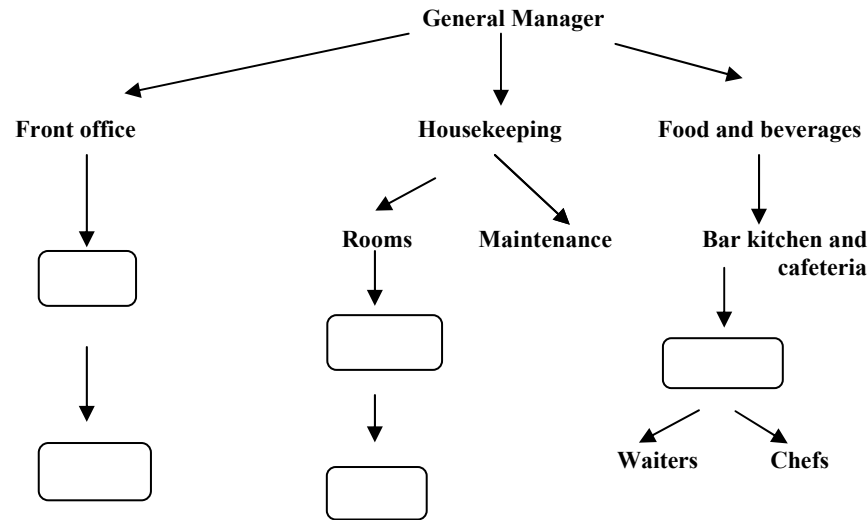 General Manager
Front office
Housekeeping
Food and beverages
Rooms
Maintenance
Bar kitchen and
cafeteria
Waiters
Chefs